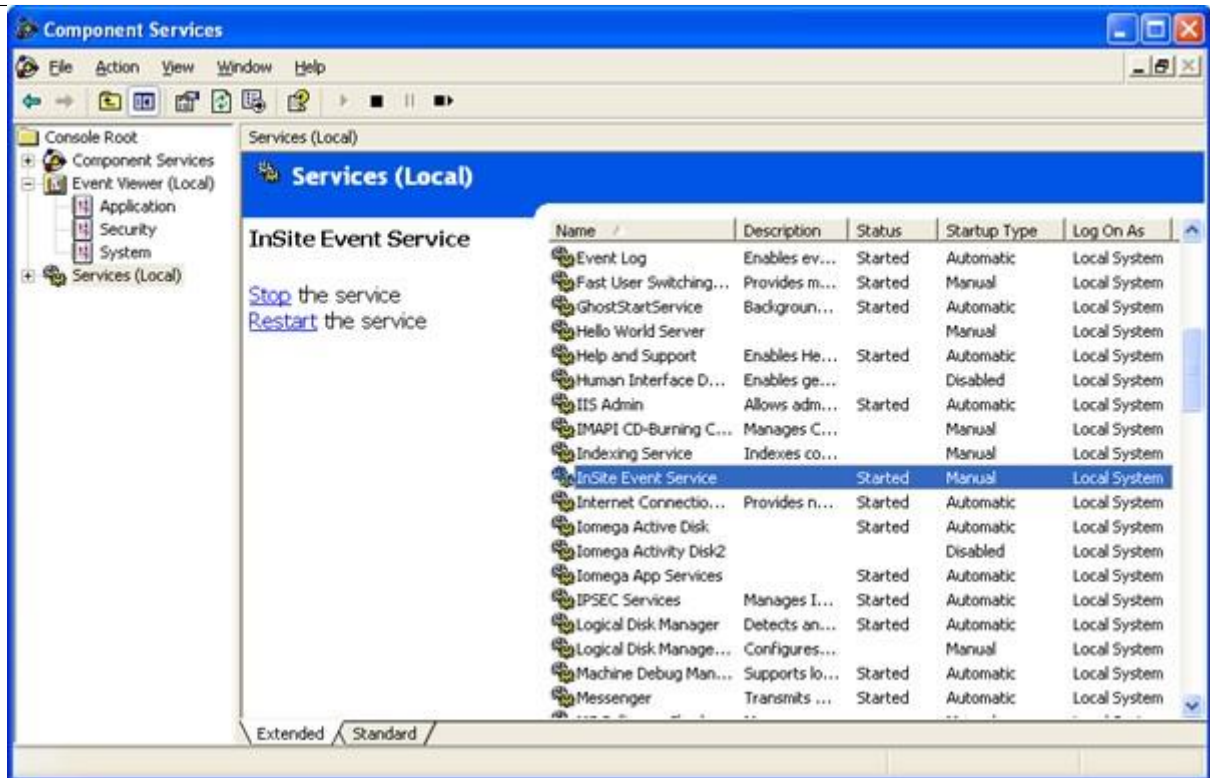 Component Services
File Action View Window Help
Console Root
Component Services
Event Viewer (Local)
Application
Security
System
Services (Local)
Services (Local)
Services (Local)
InSite Event Service
Stop the service
Restart the service
Name Description Status Startup Type Log On As
Event Log Enables ev... Started Automatic Local System
Fast User Switching... Provides m... Started Manual Local System
GhostStartService Backgroun... Started Automatic Local System
Hello World Server Manual Local System
Help and Support Enables He... Started Automatic Local System
Human Interface D... Enables ge... Disabled Local System
IIS Admin Allows adm... Started Automatic Local System
IMAPI CD-Burning C... Manages C... Manual Local System
Indexing Service Indexes co... Manual Local System
InSite Event Service Started Manual Local System
Internet Connectio... Provides n... Started Automatic Local System
Iomega Active Disk Started Automatic Local System
Iomega Activity Disk2 Disabled Local System
Iomega App Services Started Automatic Local System
IPSEC Services Manages I... Started Automatic Local System
Logical Disk Manager Detects an... Started Automatic Local System
Logical Disk Manage... Configures... Manual Local System
Machine Debug Man... Supports lo... Started Automatic Local System
Messenger Transmits ... Started Automatic Local System
Extended Standard